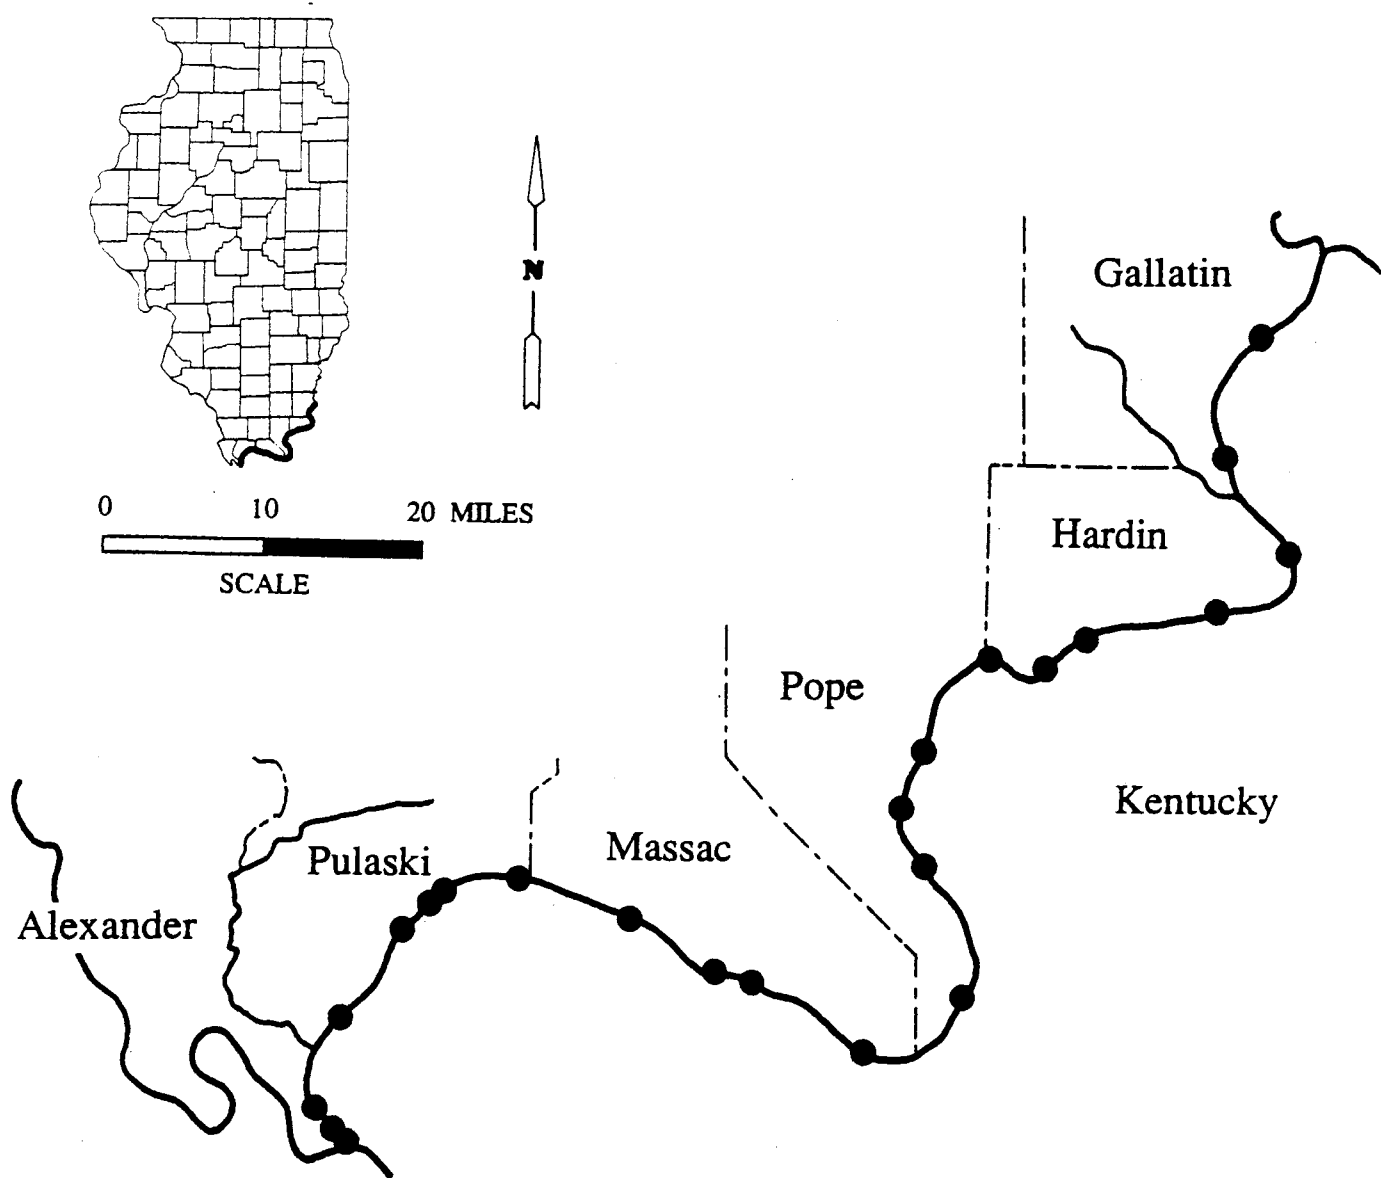 N
Gallatin
0 10 20 MILES
SCALE
Hardin
Pope
Kentucky
Massac
Pulaski
Alexander